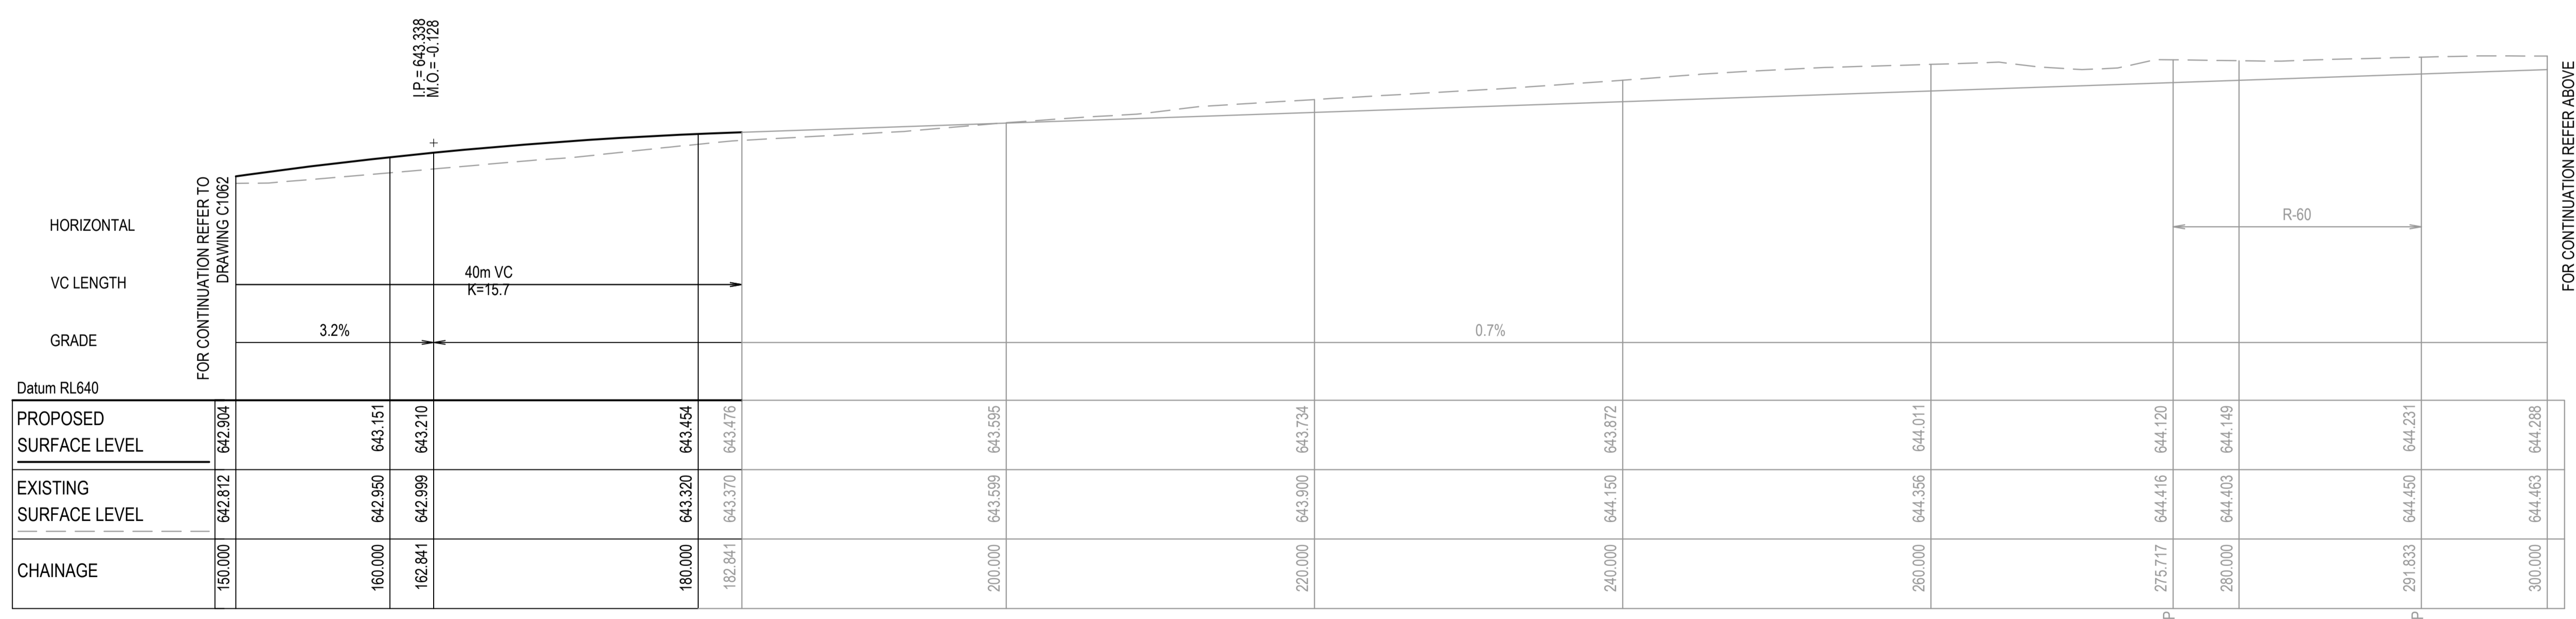 I.P.= 643.338
M.O.= -0.128
FOR CONTINUATION REFER TO
DRAWING C1062
FOR CONTINUATION REFER ABOVE
HORIZONTAL
R-60
VC LENGTH
40m VC
K=15.7
GRADE
3.2%
0.7%
Datum RL640
PROPOSED
SURFACE LEVEL
642.904
643.151
643.210
643.454
643.476
643.595
643.734
643.872
644.011
644.120
644.149
644.231
644.288
EXISTING
SURFACE LEVEL
642.812
642.950
642.999
643.320
643.370
643.599
643.900
644.150
644.356
644.416
644.403
644.450
644.463
CHAINAGE
150.000
160.000
162.841
180.000
182.841
200.000
220.000
240.000
260.000
275.717
280.000
291.833
300.000
P
P